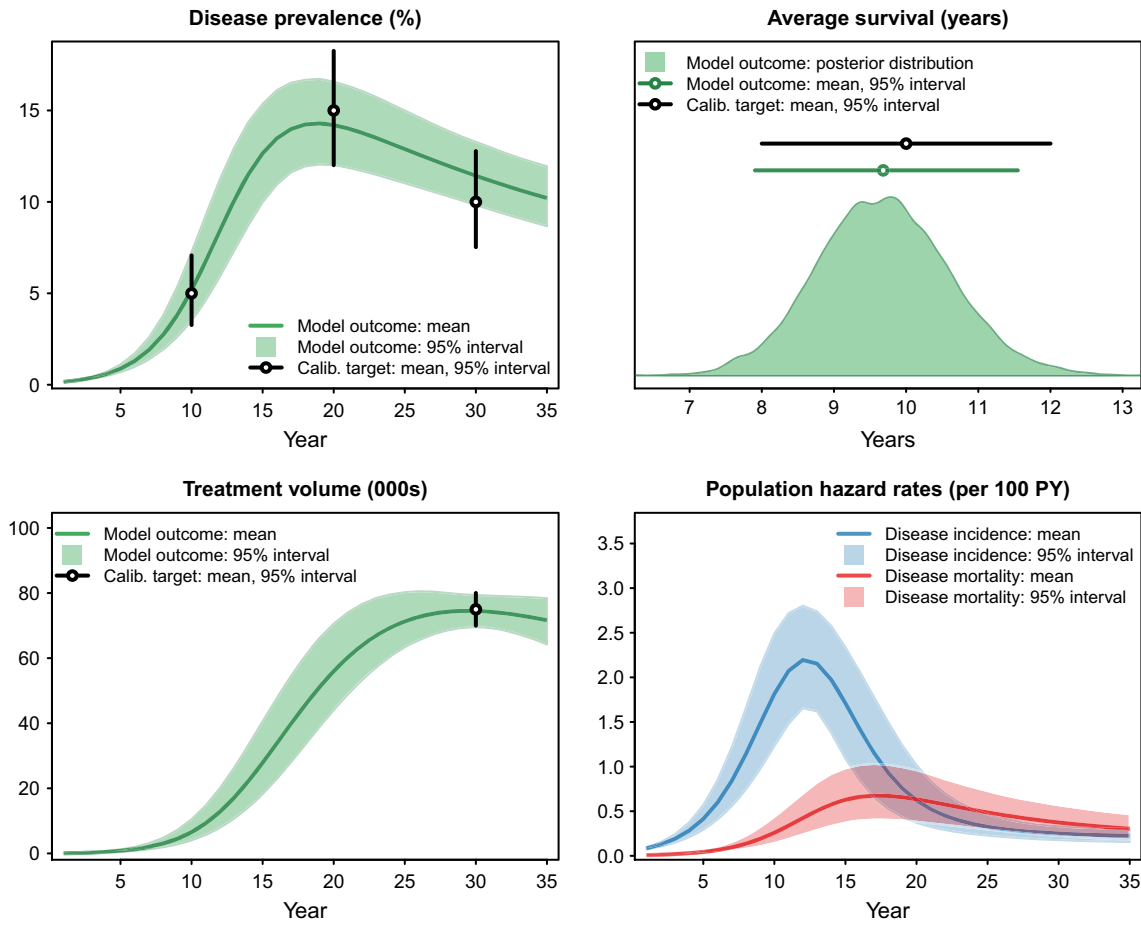 Disease prevalence (%)
15
10
5
0
Model outcome: mean
Model outcome: 95% interval
Calib. target: mean, 95% interval
5 10 15 20 25 30 35
Year
Average survival (years)
Model outcome: posterior distribution
Model outcome: mean, 95% interval
Calib. target: mean, 95% interval
7 8 9 10 11 12 13
Years
Treatment volume (000s)
100
80
60
40
20
0
Model outcome: mean
Model outcome: 95% interval
Calib. target: mean, 95% interval
5 10 15 20 25 30 35
Year
Population hazard rates (per 100 PY)
3.5
3.0
2.5
2.0
1.5
1.0
0.5
0.0
Disease incidence: mean
Disease incidence: 95% interval
Disease mortality: mean
Disease mortality: 95% interval
5 10 15 20 25 30 35
Year